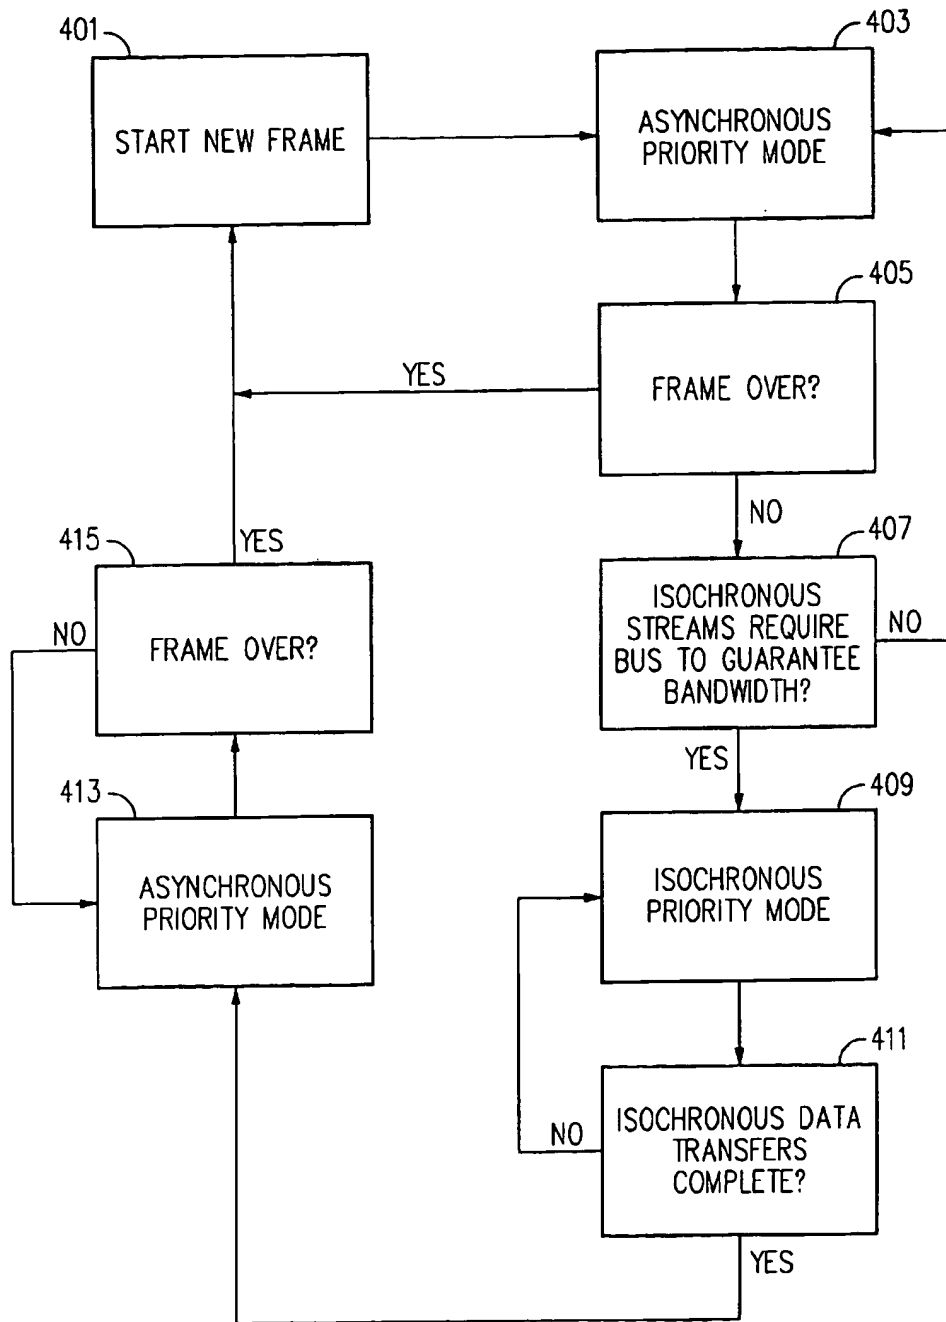 401
START NEW FRAME
403
ASYNCHRONOUS
PRIORITY MODE
405
FRAME OVER?
YES
NO
407
ISOCHRONOUS
STREAMS REQUIRE
BUS TO GUARANTEE
BANDWIDTH?
NO
YES
409
ISOCHRONOUS
PRIORITY MODE
411
ISOCHRONOUS DATA
TRANSFERS
COMPLETE?
NO
YES
413
ASYNCHRONOUS
PRIORITY MODE
415
FRAME OVER?
NO
YES